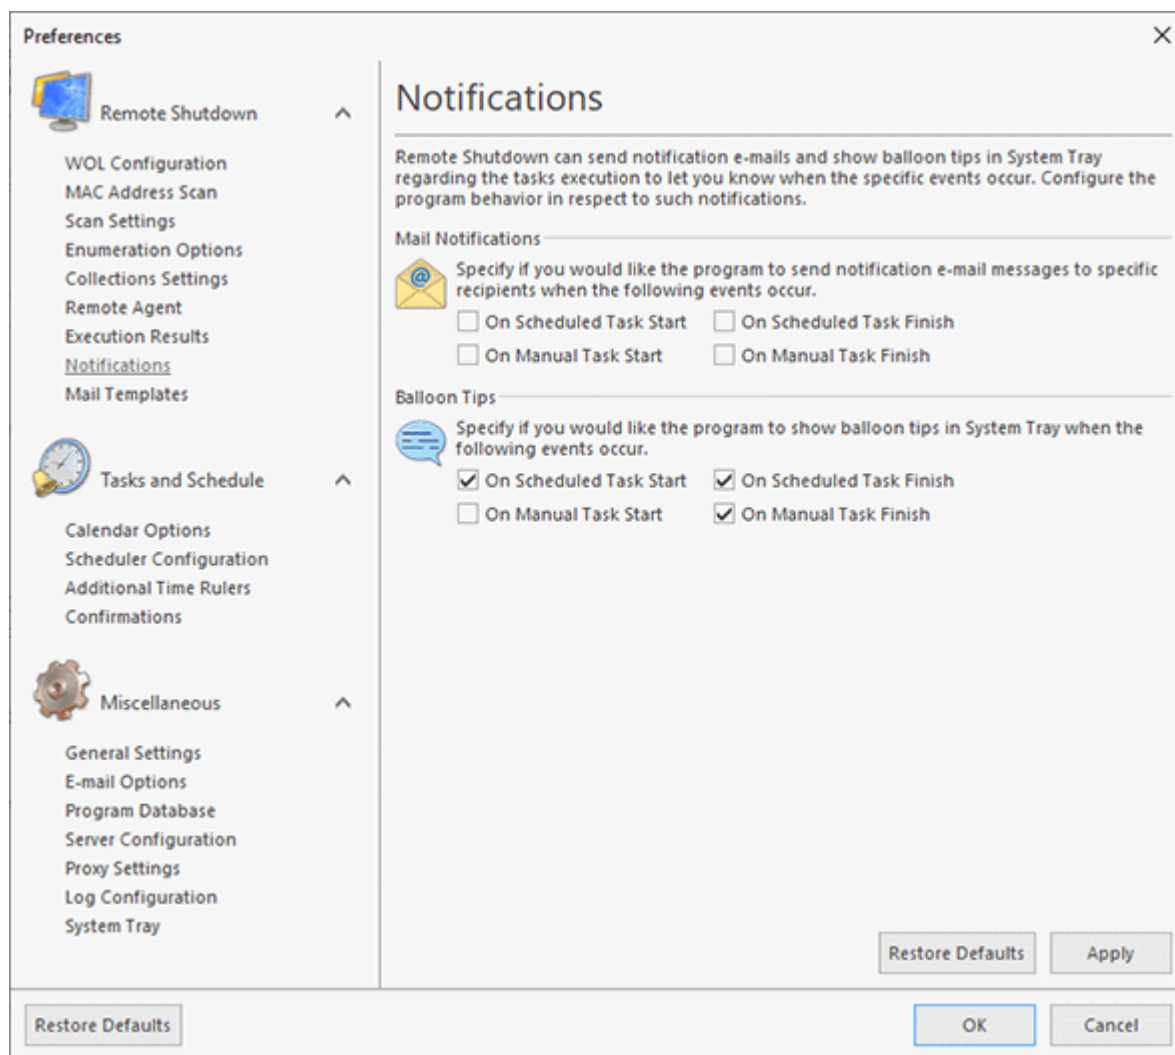 Preferences
Remote Shutdown
WOL Configuration
MAC Address Scan
Scan Settings
Enumeration Options
Collections Settings
Remote Agent
Execution Results
Notifications
Mail Templates
Tasks and Schedule
Calendar Options
Scheduler Configuration
Additional Time Rulers
Confirmations
Miscellaneous
General Settings
E-mail Options
Program Database
Server Configuration
Proxy Settings
Log Configuration
System Tray
Notifications
Remote Shutdown can send notification e-mails and show balloon tips in System Tray
regarding the tasks execution to let you know when the specific events occur. Configure the
program behavior in respect to such notifications.
Mail Notifications
@
Specify if you would like the program to send notification e-mail messages to specific
recipients when the following events occur.
On Scheduled Task Start On Scheduled Task Finish
On Manual Task Start On Manual Task Finish
Balloon Tips
Specify if you would like the program to show balloon tips in System Tray when the
following events occur.
On Scheduled Task Start On Scheduled Task Finish
On Manual Task Start On Manual Task Finish
Restore Defaults Apply
Restore Defaults OK Cancel